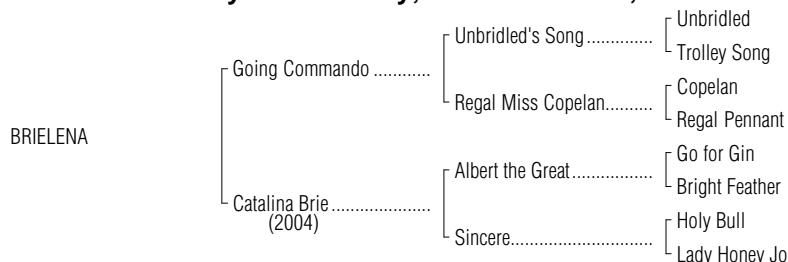 Unbridled
Unbridled's Song..............
Trolley Song
Going Commando ............
Copelan
Regal Miss Copelan..........
Regal Pennant
BRIELENA
Go for Gin
Albert the Great.................
Bright Feather
Catalina Brie.....................
(2004)
Holy Bull
Sincere..............................
Lady Honey Jo